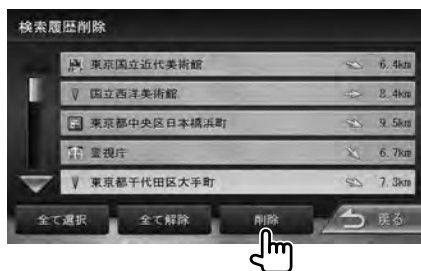 検索履歴削除
東京国立近代美術館 6.4km
国立西洋美術館 8.4km
東京都中央区日本橋浜町 9.5km
警視庁 6.7km
東京都千代田区大手町 7.3km
全て選択 全て解除 削除 戻る